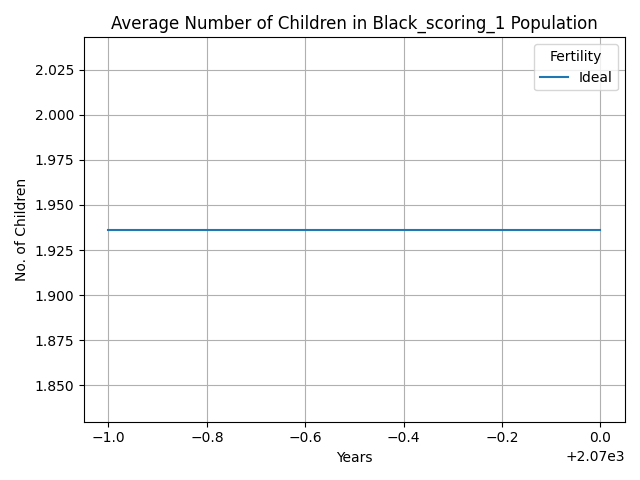 Average Number of Children in Black_scoring_1 Population
Fertility
Ideal
No. of Children
2.025
2.000
1.975
1.950
1.925
1.900
1.875
1.850
−1.0 −0.8 −0.6 −0.4 −0.2 0.0
+2.07e3
Years